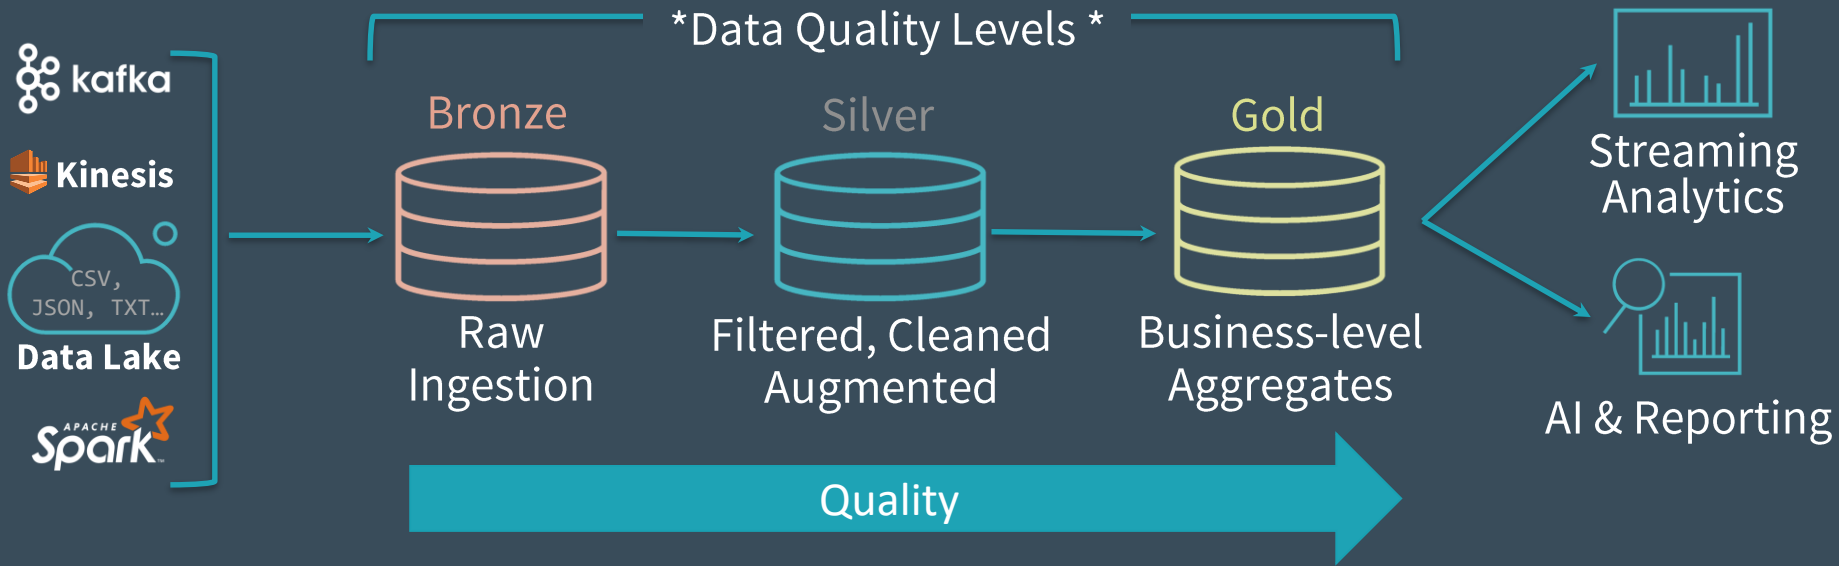 *Data Quality Levels *
kafka
Kinesis
CSV,
JSON, TXT…
Data Lake
APACHE
Spark™
Bronze
Raw
Ingestion
Silver
Filtered, Cleaned
Augmented
Gold
Business-level
Aggregates
Streaming
Analytics
AI & Reporting
Quality